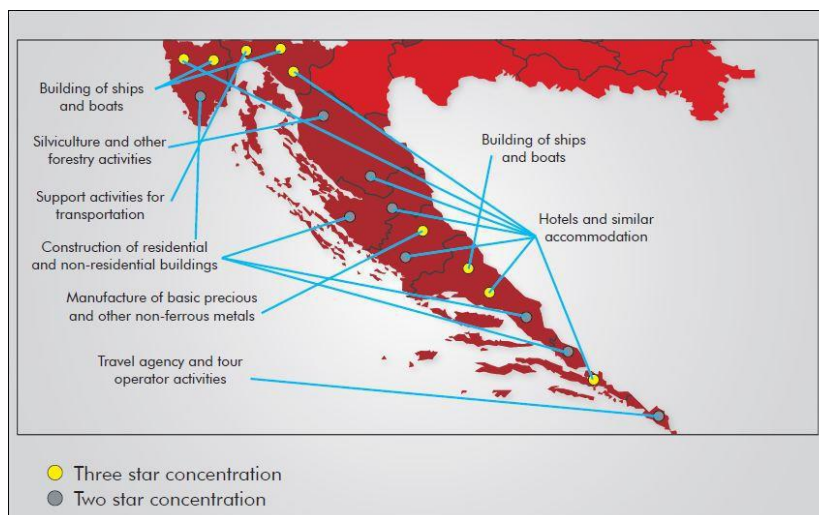 Building of ships
and boats
Silviculture and other
forestry activities
Support activities for
transportation
Construction of residential
and non-residential buildings
Manufacture of basic precious
and other non-ferrous metals
Travel agency and tour
operator activities
Building of ships
and boats
Hotels and similar
accommodation
Three star concentration
Two star concentration